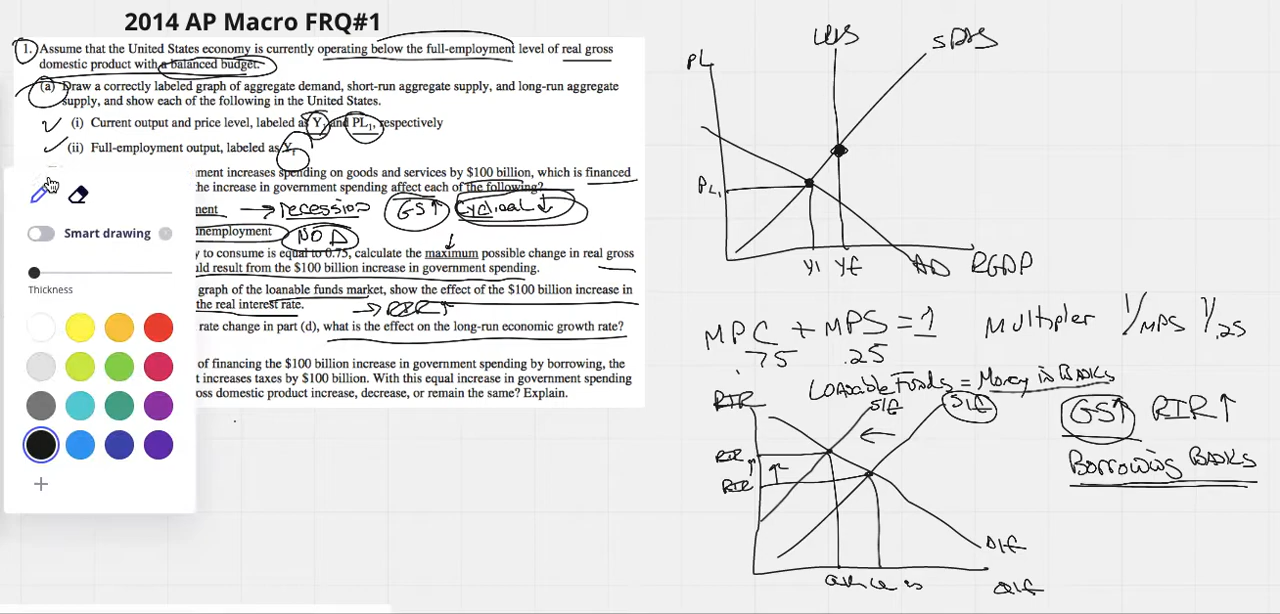 2014 AP Macro FRQ#1
1. Assume that the United States economy is currently operating below the full-employment level of real gross
domestic product with a balanced budget.
(a) Draw a correctly labeled graph of aggregate demand, short-run aggregate supply, and long-run aggregate
supply, and show each of the following in the United States.
(i) Current output and price level, labeled as Y1 and PL1, respectively
(ii) Full-employment output, labeled as Yf
ment increases spending on goods and services by $100 billion, which is financed
the increase in government spending affect each of the following?
ment → recession GS↑ Cyclical ↓
nemployment NO Δ
y to consume is equal to 0.75, calculate the maximum possible change in real gross
uld result from the $100 billion increase in government spending.
graph of the loanable funds market, show the effect of the $100 billion increase in
the real interest rate. → RIR↑
rate change in part (d), what is the effect on the long-run economic growth rate?
of financing the $100 billion increase in government spending by borrowing, the
t increases taxes by $100 billion. With this equal increase in government spending
oss domestic product increase, decrease, or remain the same? Explain.
Smart drawing
Thickness
PL
SRAS
PL1
Y1 Yf AD RGDP
MPC + MPS = 1 Multiplier 1/MPS 1/.25
.75 .25
Loanable Funds = Money in Banks
RIR Slf Slf GS↑ RIR↑
←
RIR
↑ ↑
RIR
Borrowing Banks
Dlf
Qlf